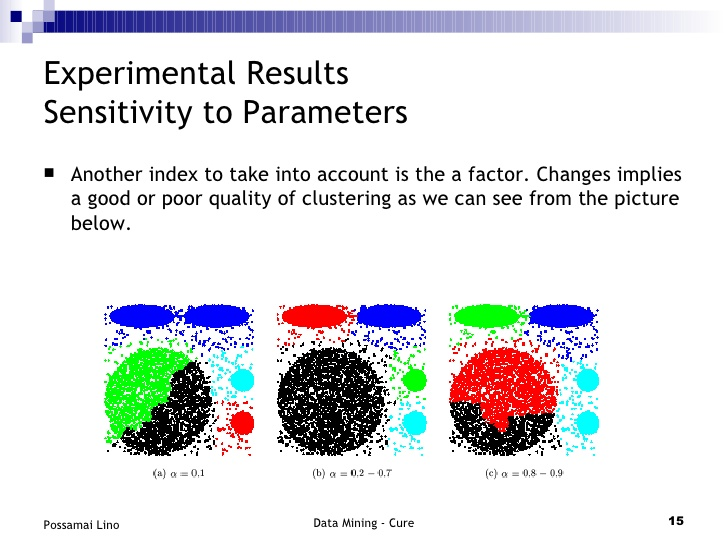 Experimental Results
Sensitivity to Parameters
Another index to take into account is the a factor. Changes implies
a good or poor quality of clustering as we can see from the picture
below.
(a) α = 0.1
(b) α = 0.2 − 0.7
(c) α = 0.8 − 0.9
Possamai Lino
Data Mining - Cure
15